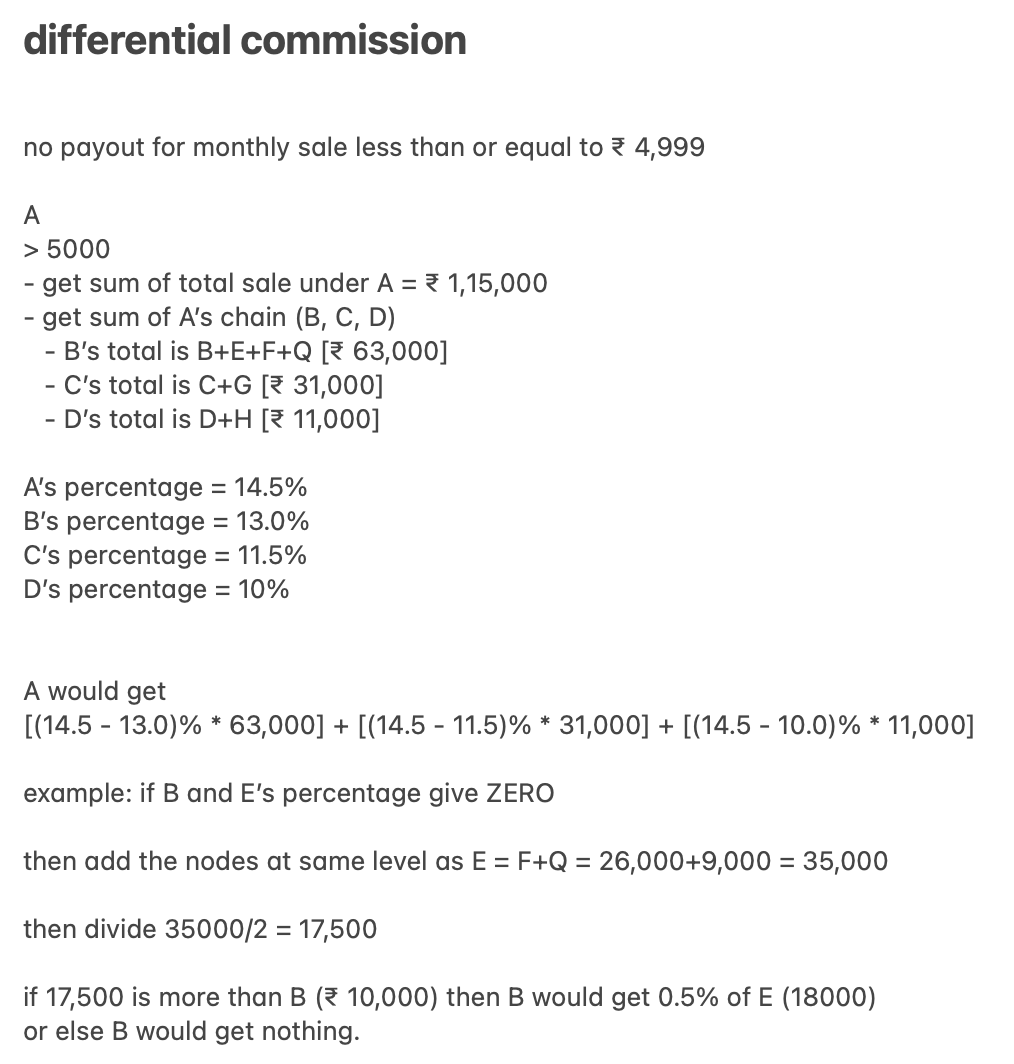 differential commission
no payout for monthly sale less than or equal to ₹ 4,999
A
> 5000
- get sum of total sale under A = ₹ 1,15,000
- get sum of A’s chain (B, C, D)
- B’s total is B+E+F+Q [₹ 63,000]
- C’s total is C+G [₹ 31,000]
- D’s total is D+H [₹ 11,000]
A’s percentage = 14.5%
B’s percentage = 13.0%
C’s percentage = 11.5%
D’s percentage = 10%
A would get
[(14.5 - 13.0)% * 63,000] + [(14.5 - 11.5)% * 31,000] + [(14.5 - 10.0)% * 11,000]
example: if B and E’s percentage give ZERO
then add the nodes at same level as E = F+Q = 26,000+9,000 = 35,000
then divide 35000/2 = 17,500
if 17,500 is more than B (₹ 10,000) then B would get 0.5% of E (18000)
or else B would get nothing.